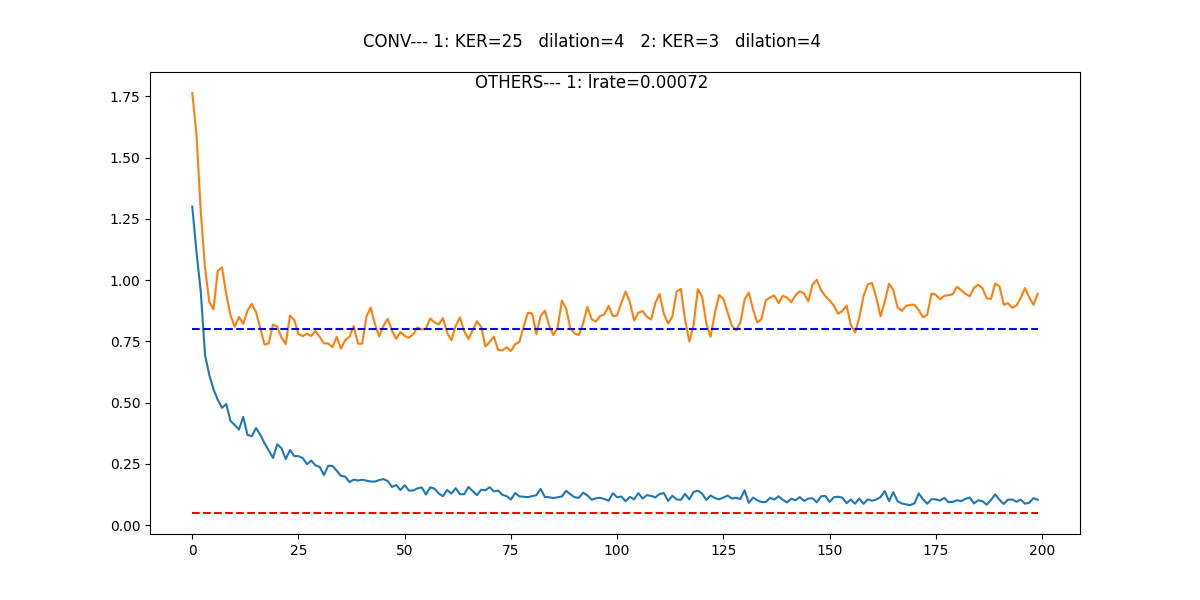 CONV--- 1: KER=25   dilation=4   2: KER=3   dilation=4
OTHERS--- 1: lrate=0.00072
1.75
1.50
1.25
1.00
0.75
0.50
0.25
0.00
0 25 50 75 100 125 150 175 200